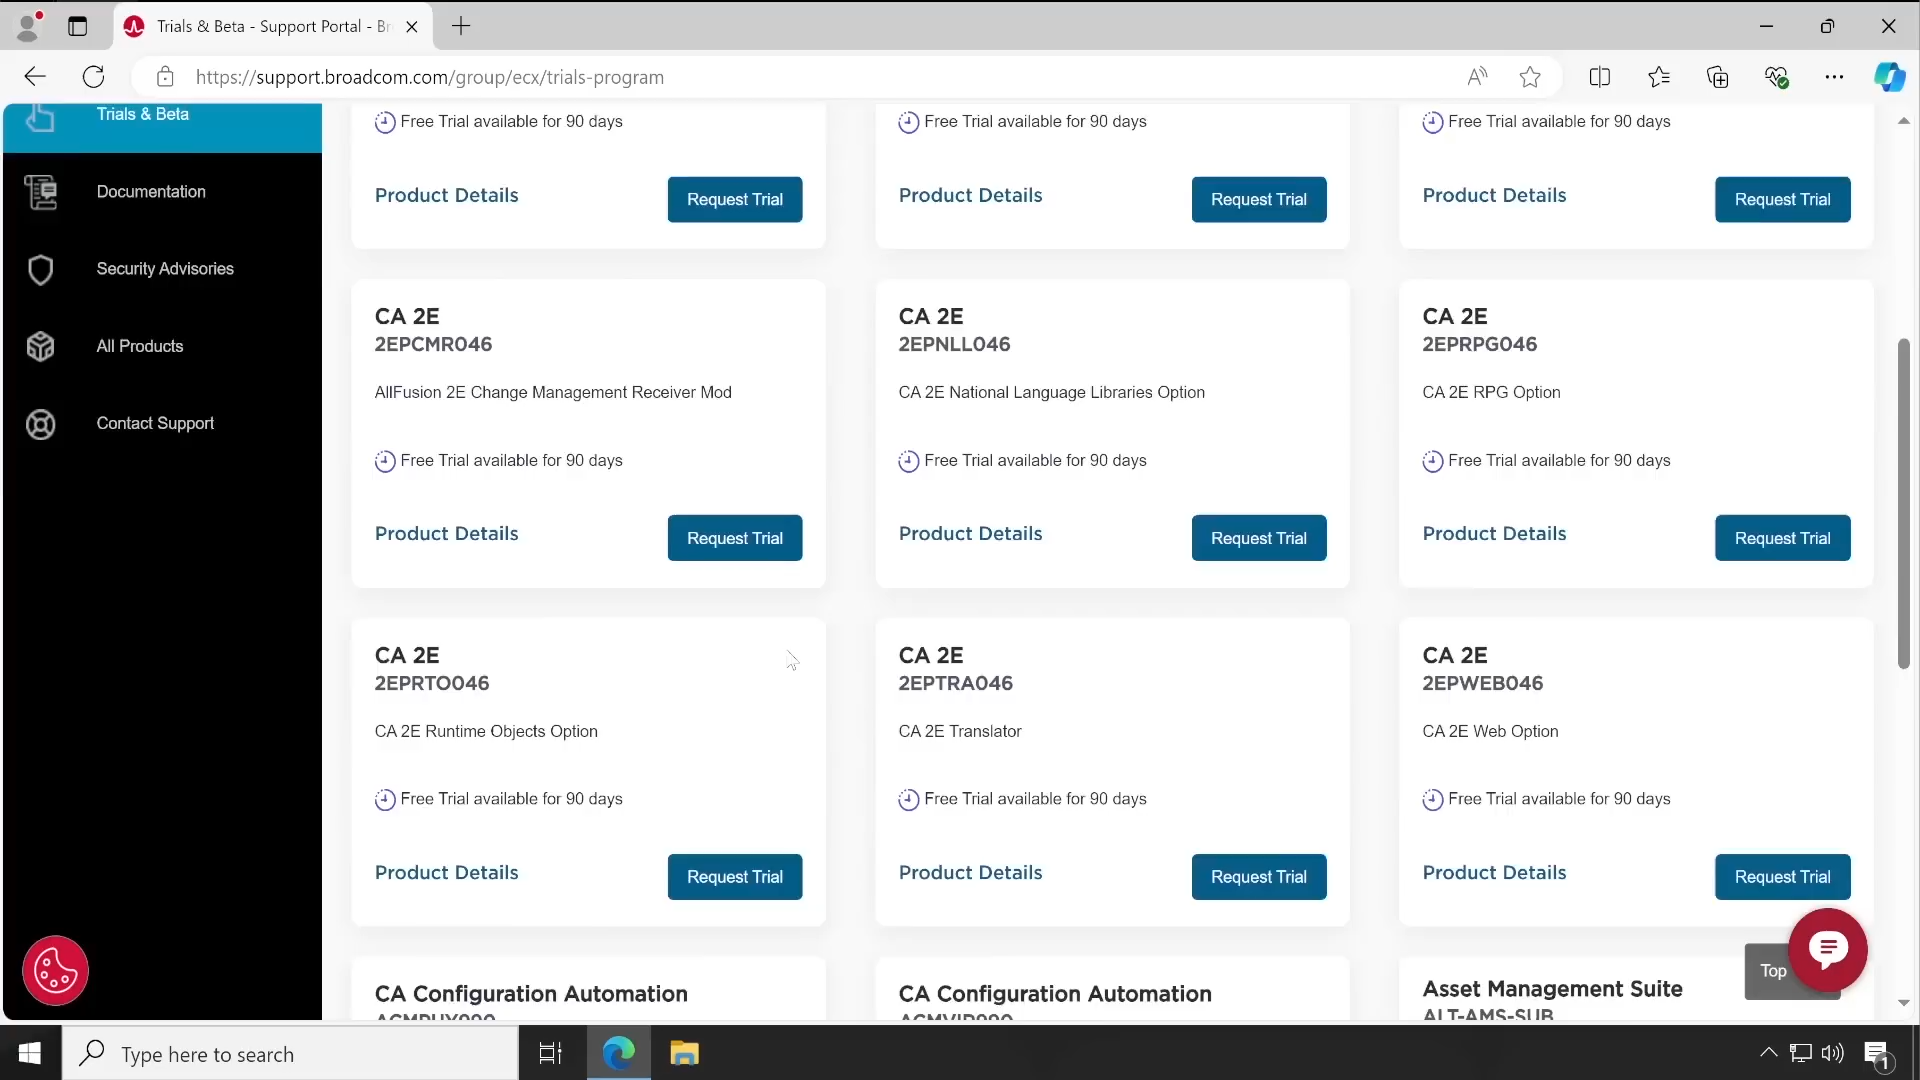 Trials & Beta - Support Portal - Br
https://support.broadcom.com/group/ecx/trials-program
Trials & Beta
Documentation
Security Advisories
All Products
Contact Support
Free Trial available for 90 days
Product Details
Request Trial
Free Trial available for 90 days
Product Details
Request Trial
Free Trial available for 90 days
Product Details
Request Trial
CA 2E
2EPCMR046
AllFusion 2E Change Management Receiver Mod
Free Trial available for 90 days
Product Details
Request Trial
CA 2E
2EPNLL046
CA 2E National Language Libraries Option
Free Trial available for 90 days
Product Details
Request Trial
CA 2E
2EPRPG046
CA 2E RPG Option
Free Trial available for 90 days
Product Details
Request Trial
CA 2E
2EPRTO046
CA 2E Runtime Objects Option
Free Trial available for 90 days
Product Details
Request Trial
CA 2E
2EPTRA046
CA 2E Translator
Free Trial available for 90 days
Product Details
Request Trial
CA 2E
2EPWEB046
CA 2E Web Option
Free Trial available for 90 days
Product Details
Request Trial
CA Configuration Automation
CA Configuration Automation
Asset Management Suite
ALT-AMS-SUB
Top
Type here to search
1